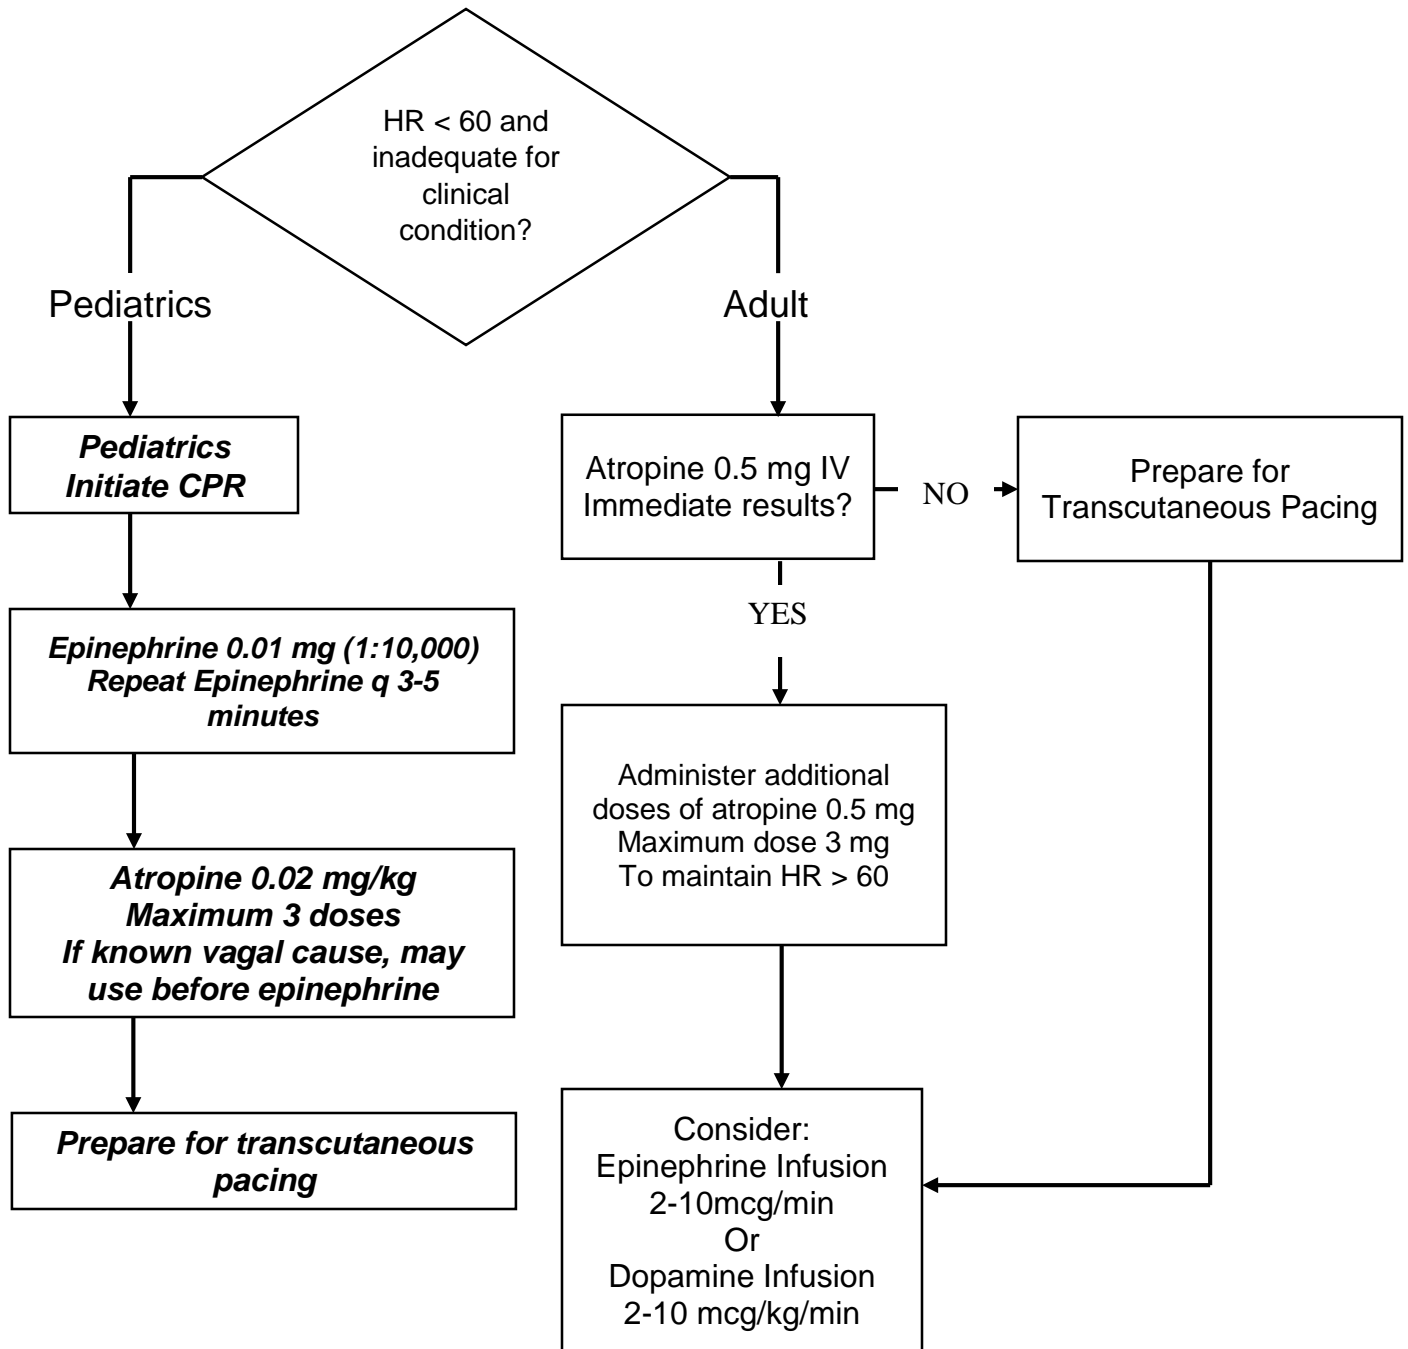 HR < 60 and
inadequate for
clinical
condition?
Pediatrics
Adult
Pediatrics
Initiate CPR
Atropine 0.5 mg IV
Immediate results?
NO
Prepare for
Transcutaneous Pacing
YES
Epinephrine 0.01 mg (1:10,000)
Repeat Epinephrine q 3-5
minutes
Administer additional
doses of atropine 0.5 mg
Maximum dose 3 mg
To maintain HR > 60
Atropine 0.02 mg/kg
Maximum 3 doses
If known vagal cause, may
use before epinephrine
Prepare for transcutaneous
pacing
Consider:
Epinephrine Infusion
2-10mcg/min
Or
Dopamine Infusion
2-10 mcg/kg/min